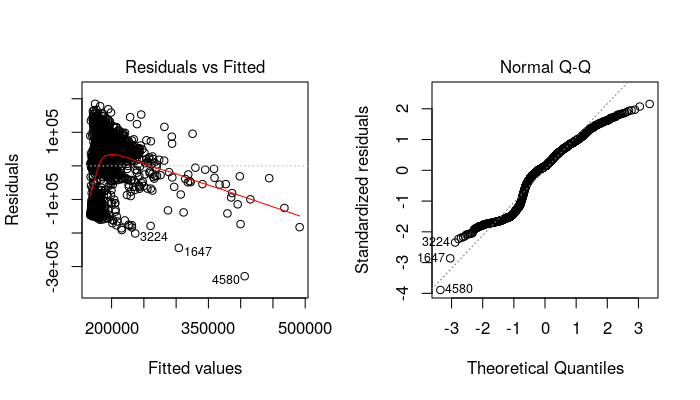 Residuals vs Fitted
Residuals
1e+05
-1e+05
-3e+05
3224
1647
4580
200000 350000 500000
Fitted values
Normal Q-Q
Standardized residuals
2
1
0
-1
-2
-3
-4
3224
1647
4580
-3 -2 -1 0 1 2 3
Theoretical Quantiles